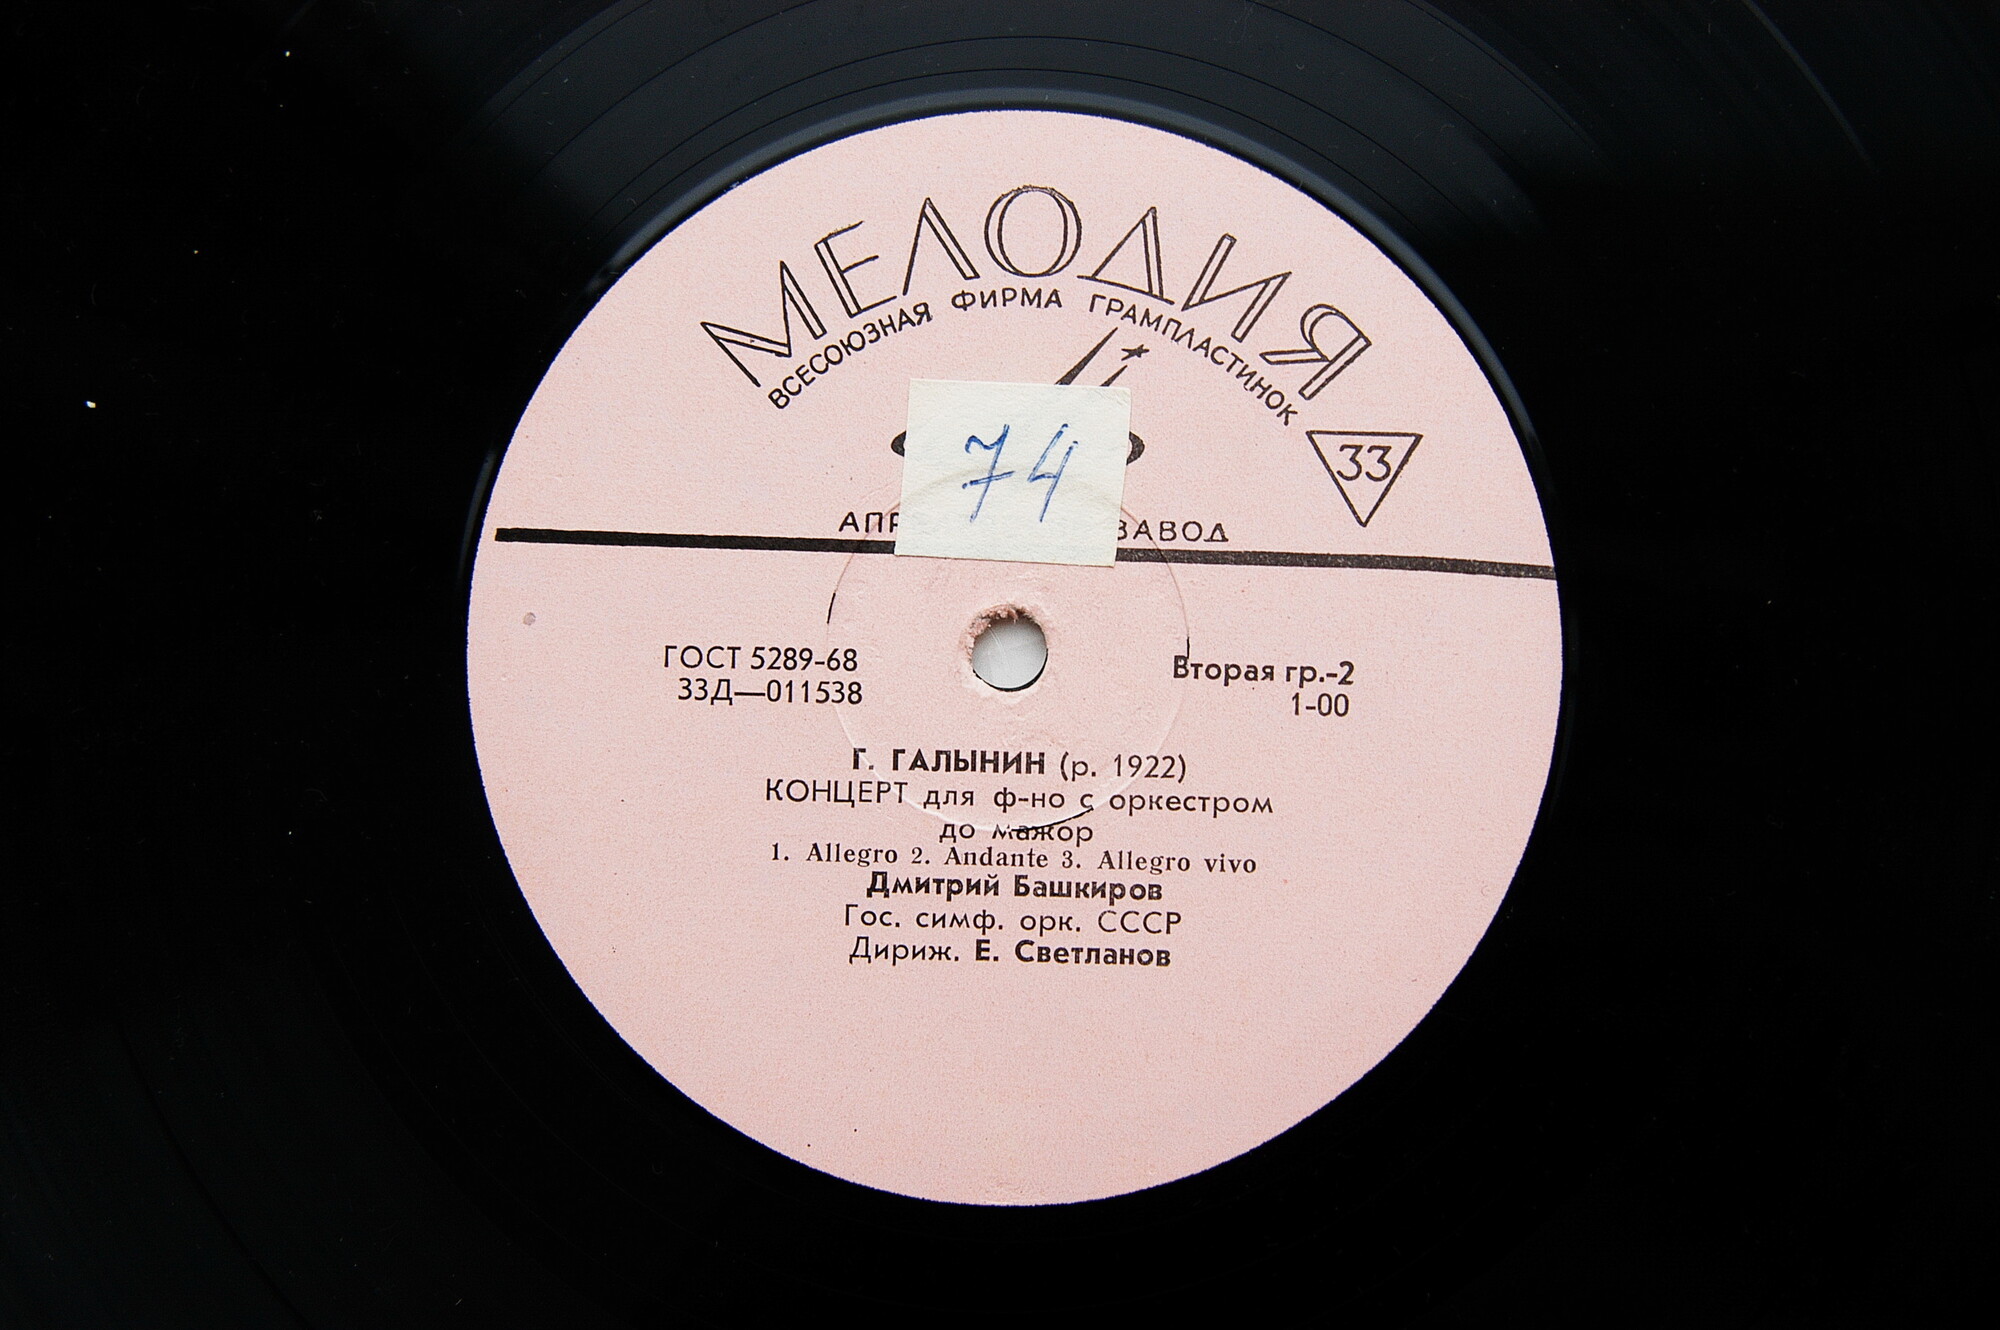 МЕЛОДИЯ
ВСЕСОЮЗНАЯ ФИРМА ГРАМПЛАСТИНОК
33
74
ГОСТ 5289-68
33Д—011538
Вторая гр.-2
1-00
Г. ГАЛЫНИН (р. 1922)
КОНЦЕРТ для ф-но с оркестром
до мажор
1. Allegro 2. Andante 3. Allegro vivo
Дмитрий Башкиров
Гос. симф. орк. СССР
Дириж. Е. Светланов